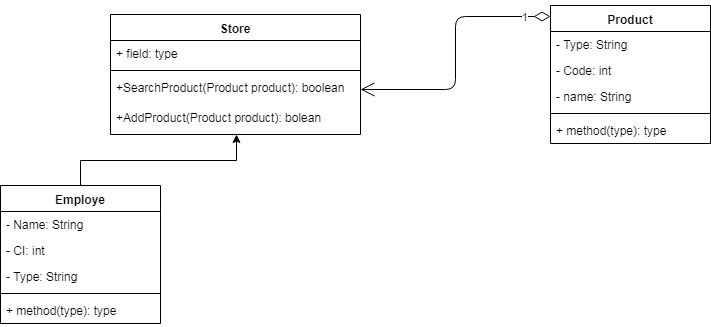 Store
+ field: type
+SearchProduct(Product product): boolean
+AddProduct(Product product): bolean
1
Product
- Type: String
- Code: int
- name: String
+ method(type): type
Employe
- Name: String
- CI: int
- Type: String
+ method(type): type